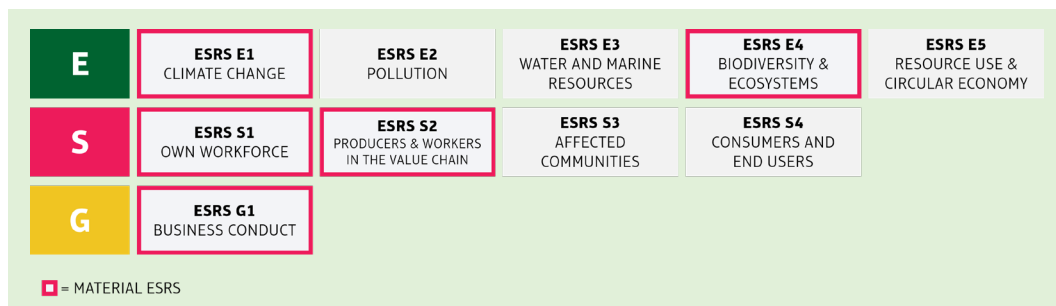 E
ESRS E1
CLIMATE CHANGE
ESRS E2
POLLUTION
ESRS E3
WATER AND MARINE
RESOURCES
ESRS E4
BIODIVERSITY &
ECOSYSTEMS
ESRS E5
RESOURCE USE &
CIRCULAR ECONOMY
S
ESRS S1
OWN WORKFORCE
ESRS S2
PRODUCERS & WORKERS
IN THE VALUE CHAIN
ESRS S3
AFFECTED
COMMUNITIES
ESRS S4
CONSUMERS AND
END USERS
G
ESRS G1
BUSINESS CONDUCT
= MATERIAL ESRS